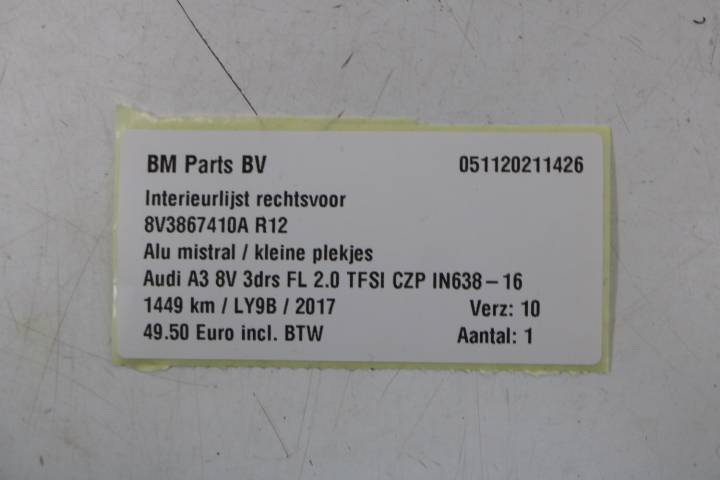 BM Parts BV 051120211426
Interieurlijst rechtsvoor
8V3867410A R12
Alu mistral / kleine plekjes
Audi A3 8V 3drs FL 2.0 TFSI CZP IN638 - 16
1449 km / LY9B / 2017 Verz: 10
49.50 Euro incl. BTW Aantal: 1